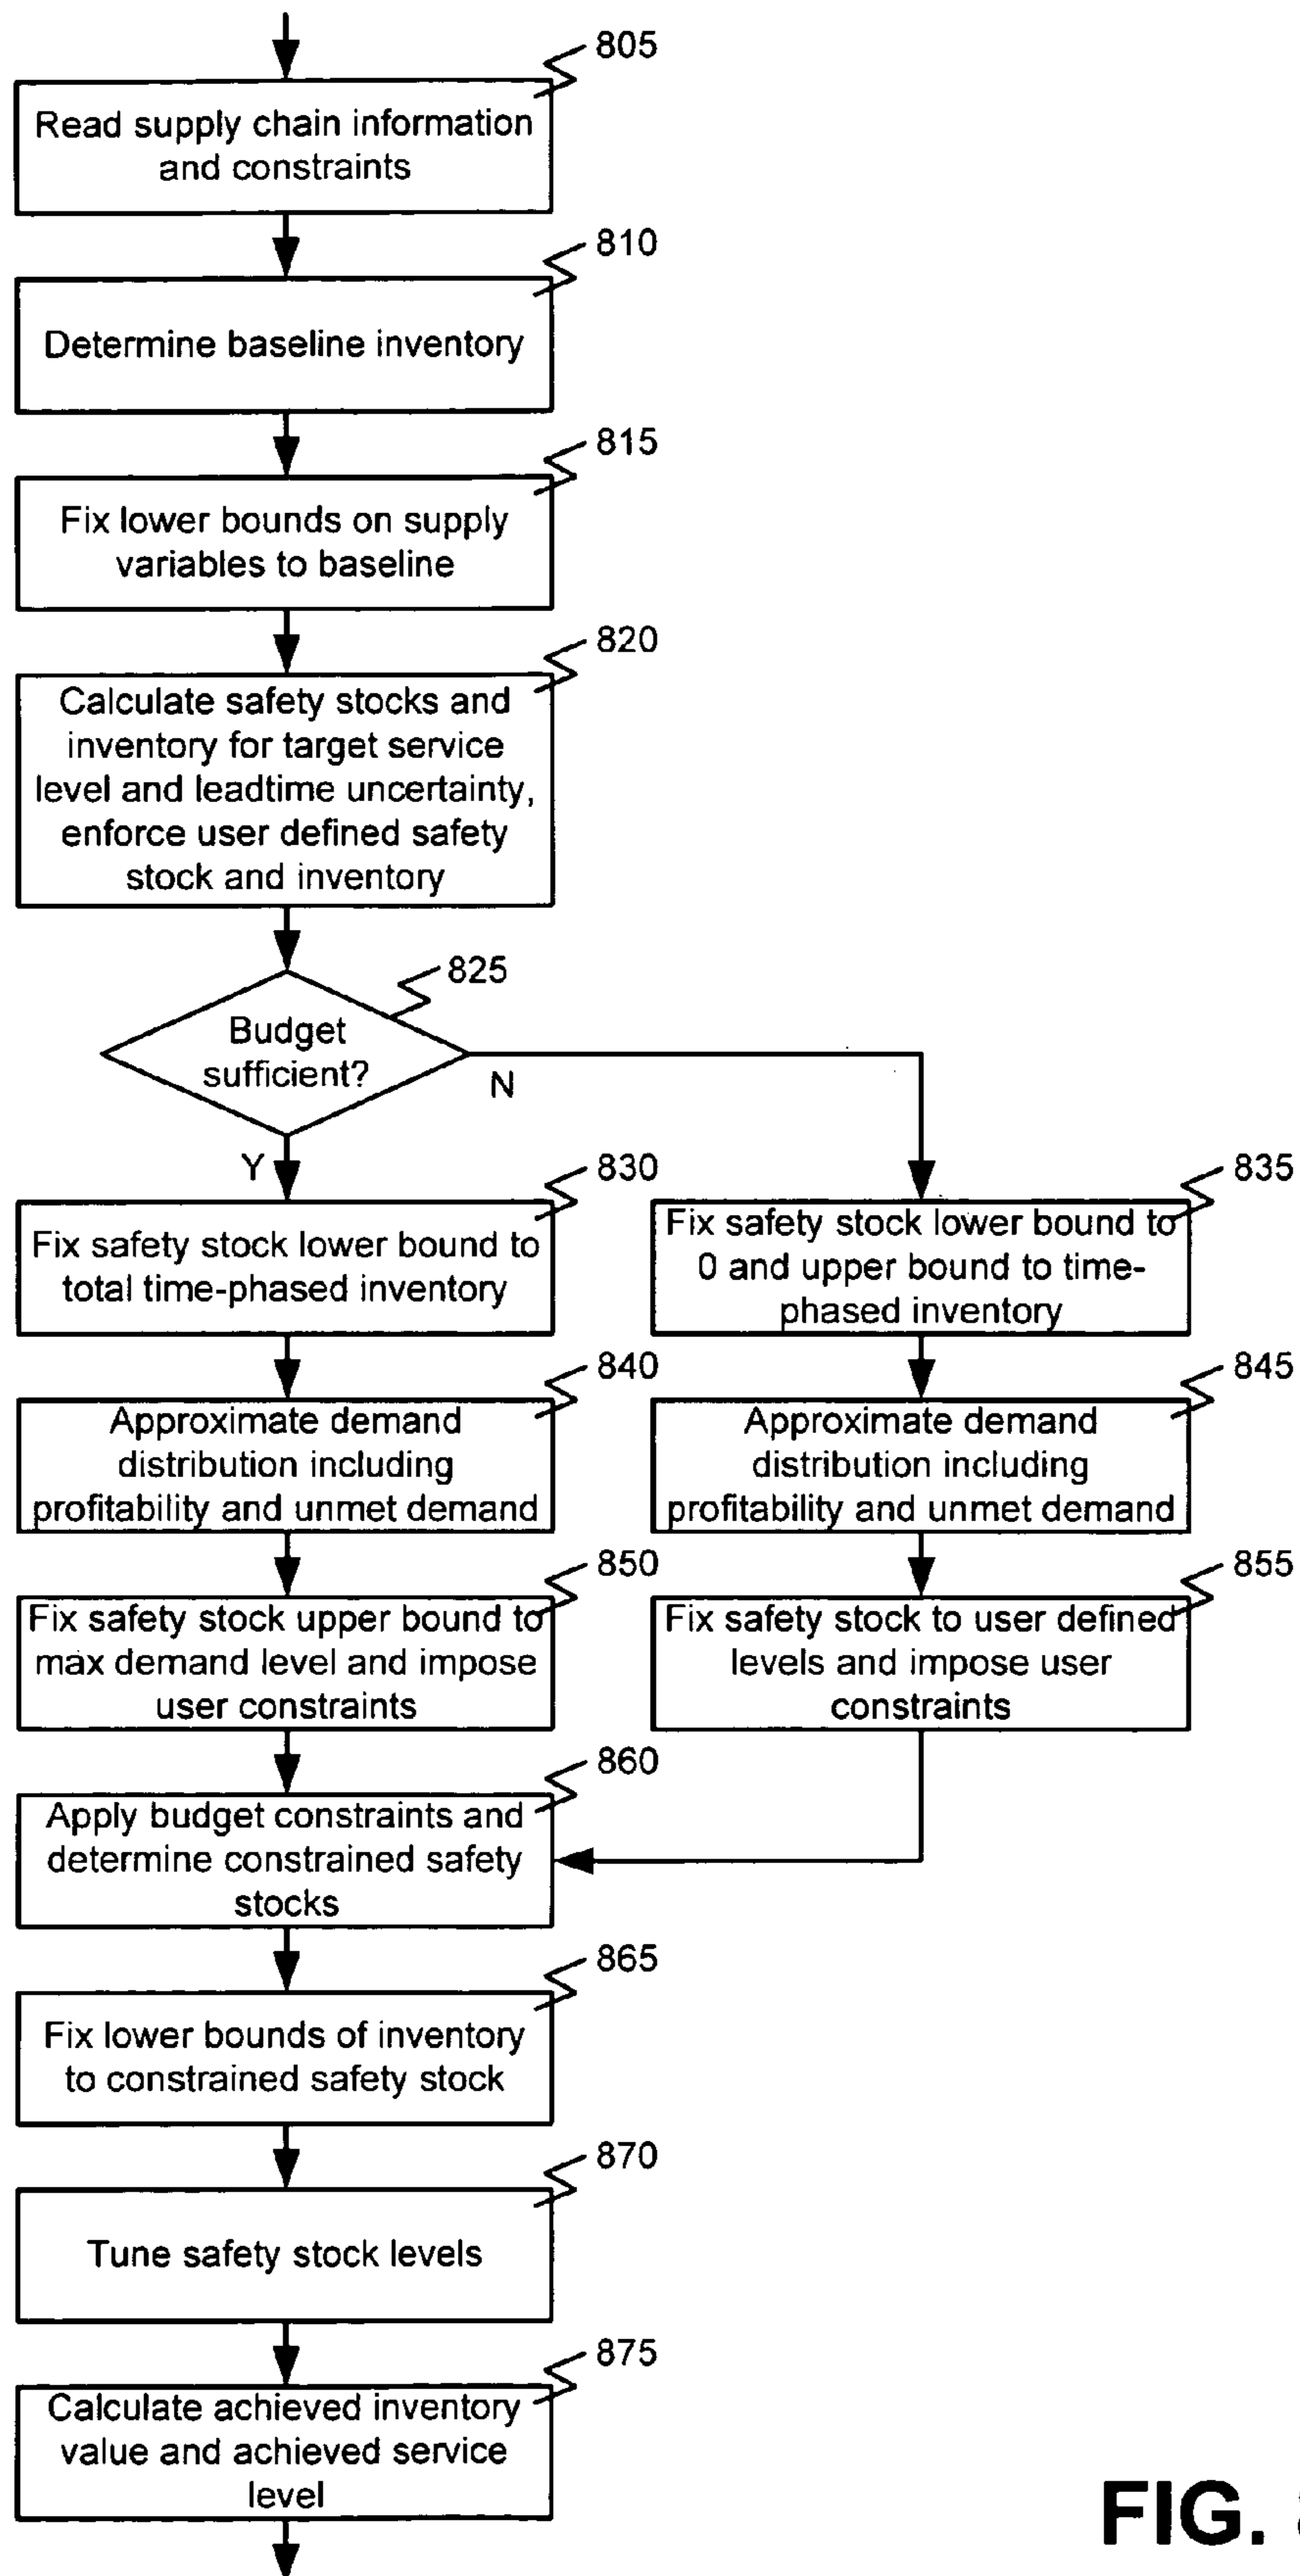 805
Read supply chain information
and constraints
810
Determine baseline inventory
815
Fix lower bounds on supply
variables to baseline
820
Calculate safety stocks and
inventory for target service
level and leadtime uncertainty,
enforce user defined safety
stock and inventory
825
Budget
sufficient?
N
Y
830
Fix safety stock lower bound to
total time-phased inventory
835
Fix safety stock lower bound to
0 and upper bound to time-
phased inventory
840
Approximate demand
distribution including
profitability and unmet demand
845
Approximate demand
distribution including
profitability and unmet demand
850
Fix safety stock upper bound to
max demand level and impose
user constraints
855
Fix safety stock to user defined
levels and impose user
constraints
860
Apply budget constraints and
determine constrained safety
stocks
865
Fix lower bounds of inventory
to constrained safety stock
870
Tune safety stock levels
875
Calculate achieved inventory
value and achieved service
level
FIG. 8